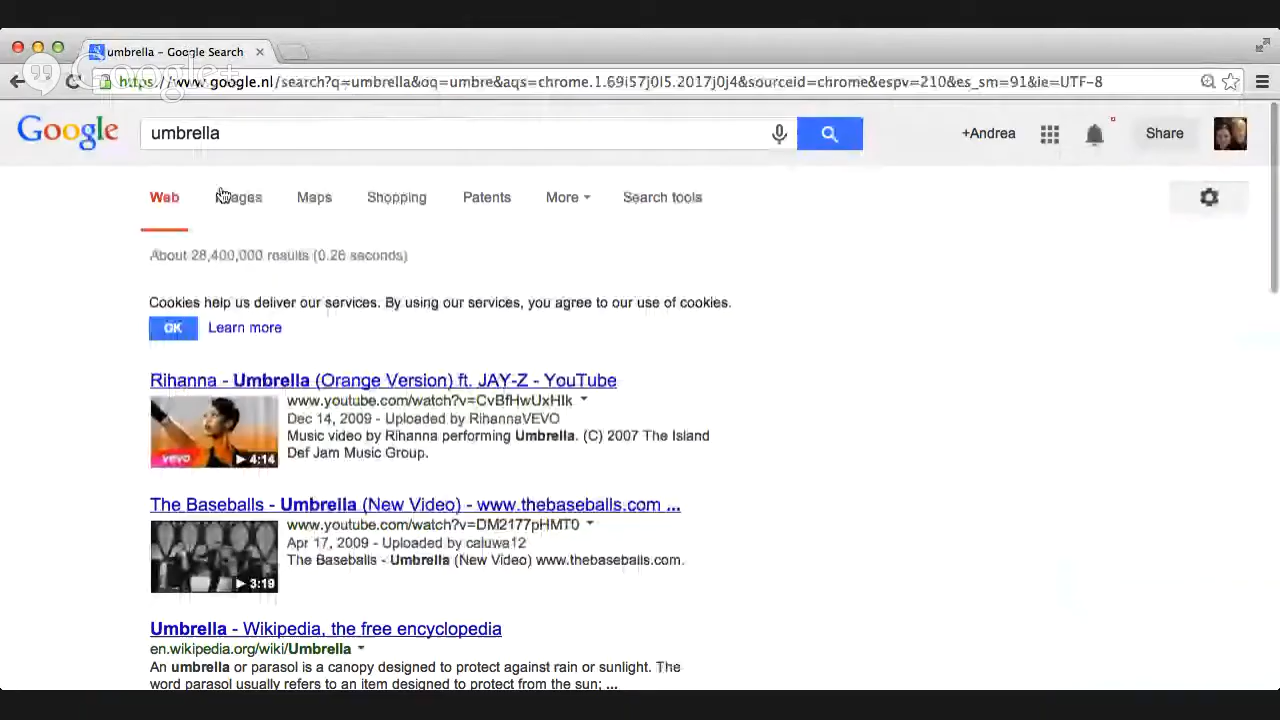 umbrella - Google Search
Google+
https://www.google.nl/search?q=umbrella&oq=umbre&aqs=chrome.1.69i57j0l5.2017j0j4&sourceid=chrome&espv=210&es_sm=91&ie=UTF-8
Google umbrella +Andrea Share
Web Images Maps Shopping Patents More Search tools
About 28,400,000 results (0.26 seconds)
Cookies help us deliver our services. By using our services, you agree to our use of cookies.
OK Learn more
Rihanna - Umbrella (Orange Version) ft. JAY-Z - YouTube
www.youtube.com/watch?v=CvBfHwUxHIk
Dec 14, 2009 - Uploaded by RihannaVEVO
Music video by Rihanna performing Umbrella. (C) 2007 The Island
Def Jam Music Group.
vevo 4:14
The Baseballs - Umbrella (New Video) - www.thebaseballs.com ...
www.youtube.com/watch?v=DM2177pHMT0
Apr 17, 2009 - Uploaded by caluwa12
The Baseballs - Umbrella (New Video) www.thebaseballs.com.
3:19
Umbrella - Wikipedia, the free encyclopedia
en.wikipedia.org/wiki/Umbrella
An umbrella or parasol is a canopy designed to protect against rain or sunlight. The
word parasol usually refers to an item designed to protect from the sun; ...